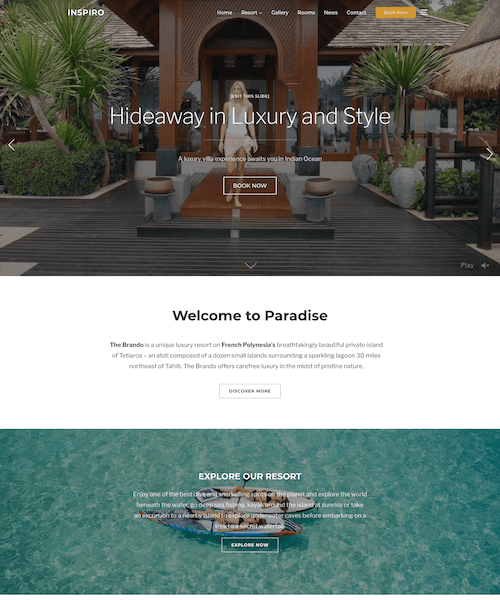 INSPIRO
Home Resort Gallery Rooms News Contact Book Now
[EDIT THIS SLIDE]
Hideaway in Luxury and Style
A luxury villa experience awaits you in Indian Ocean
BOOK NOW
Play
Welcome to Paradise
The Brando is a unique luxury resort on French Polynesia's breathtakingly beautiful private island
of Tetiaroa – an atoll composed of a dozen small islands surrounding a sparkling lagoon 30 miles
northeast of Tahiti. The Brando offers carefree luxury in the midst of pristine nature.
DISCOVER MORE
EXPLORE OUR RESORT
Enjoy one of the best dive and snorkelling spots on the planet and explore the world
beneath the water, go deep sea fishing, kayak around the island at sunrise or take
an excursion to a nearby island to explore underwater caves before embarking on a
trek to a secret waterfall.
EXPLORE NOW